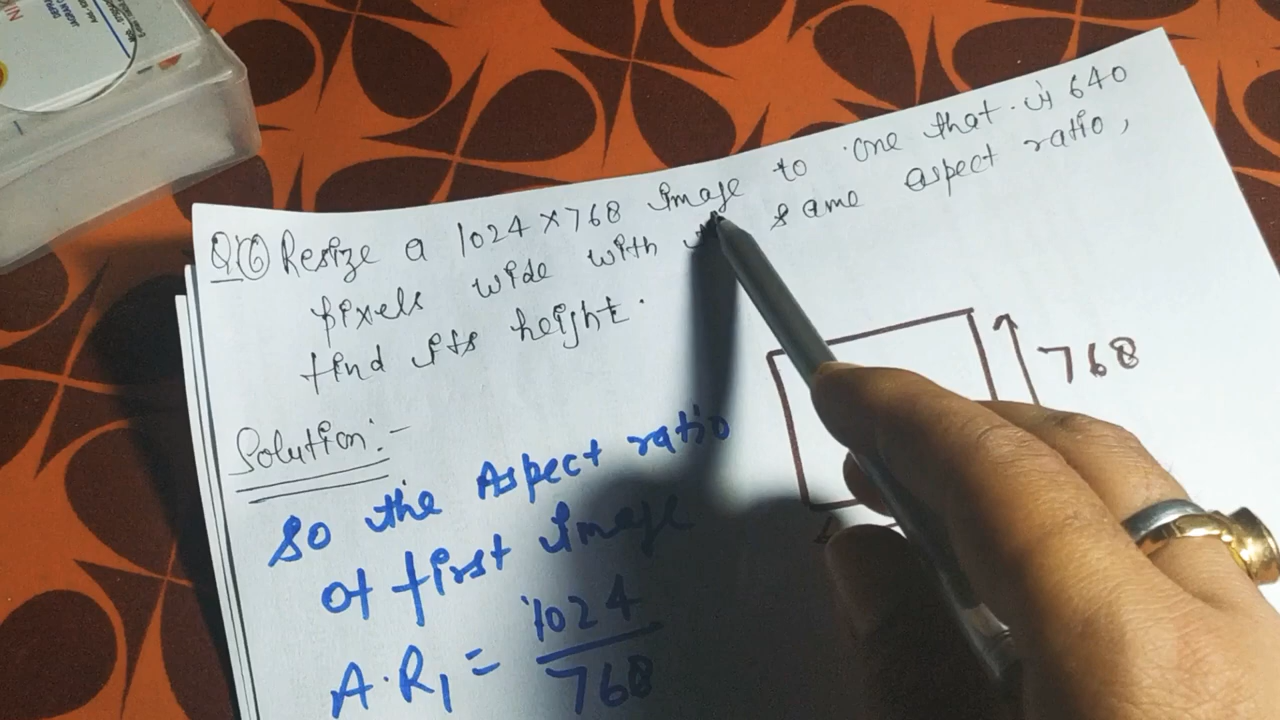 Q6 Resize a 1024 × 768 image to one that is 640
pixels wide with same aspect ratio,
find its height.
768
Solution:-
So the Aspect ratio
of first image
A.R1 = 1024
768